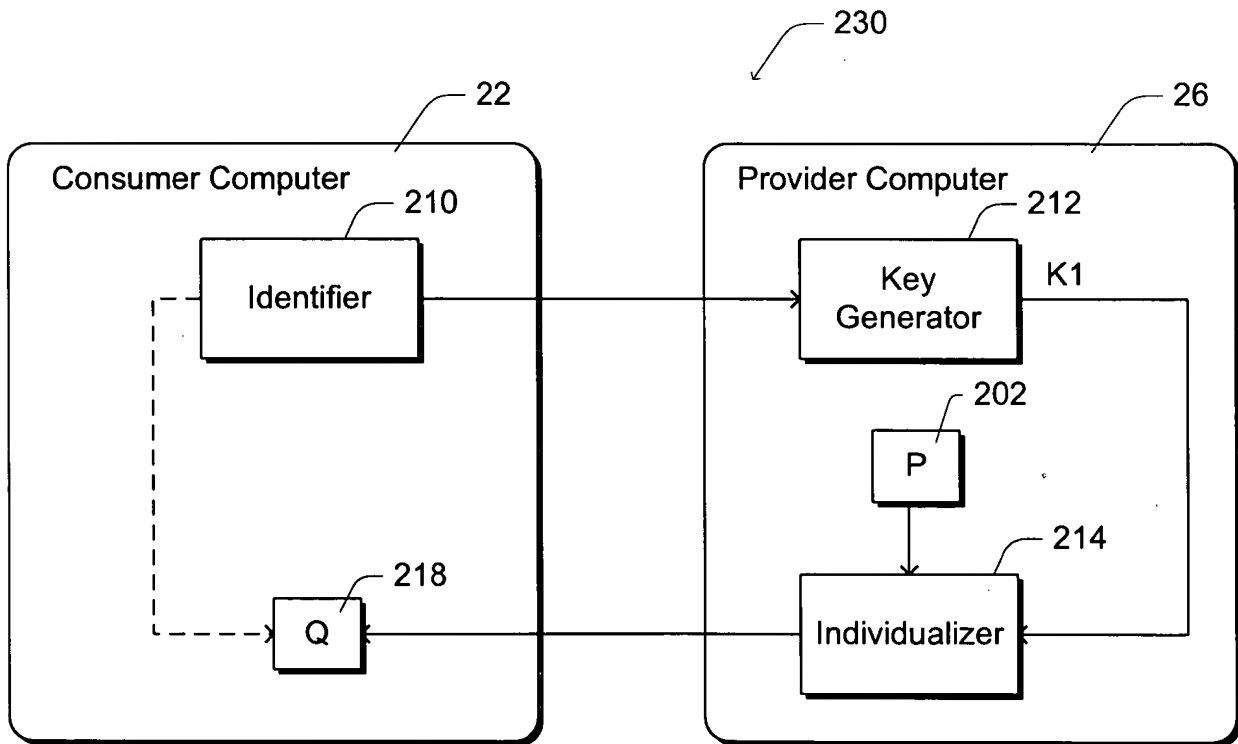 230
22
26
Consumer Computer
Provider Computer
210
212
Identifier
Key
Generator
K1
202
P
214
218
Q
Individualizer